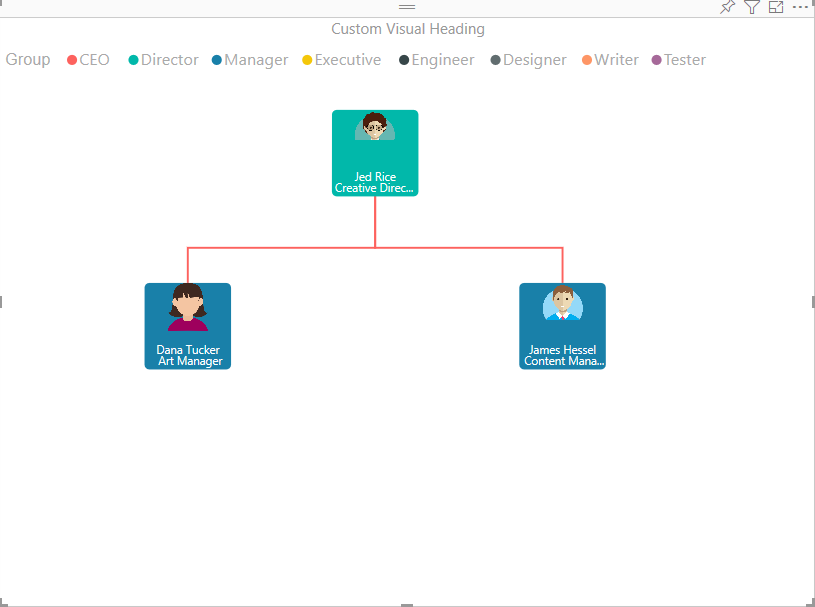 Custom Visual Heading
Group CEO Director Manager Executive Engineer Designer Writer Tester
Jed Rice
Creative Direc...
Dana Tucker
Art Manager
James Hessel
Content Mana...